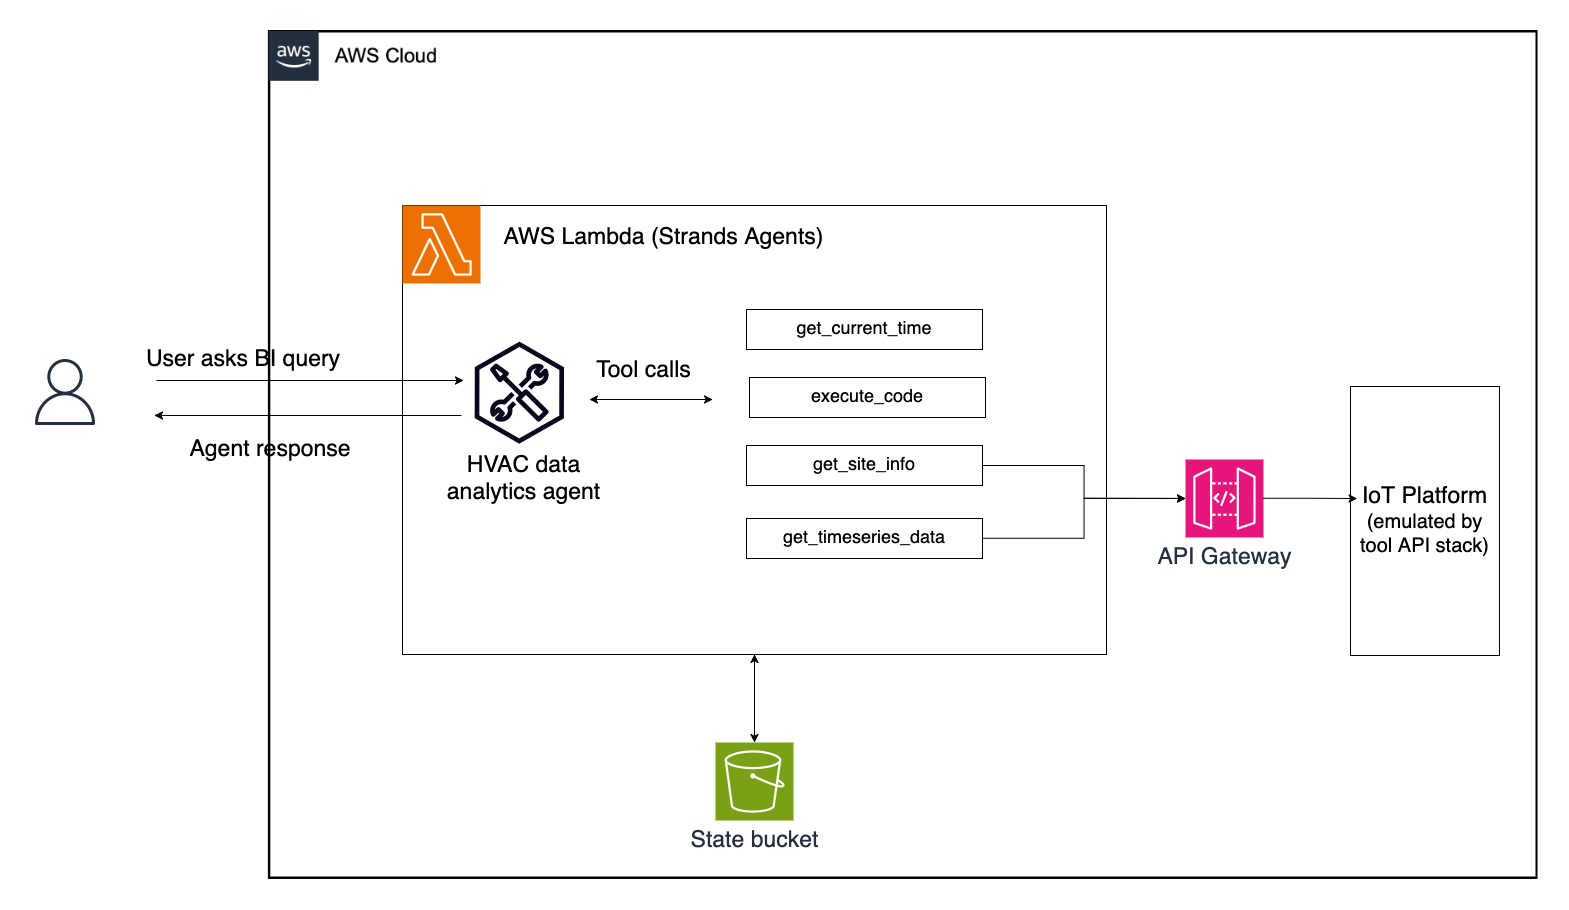 aws
AWS Cloud
AWS Lambda (Strands Agents)
get_current_time
User asks BI query
Tool calls
execute_code
Agent response
HVAC data
analytics agent
get_site_info
get_timeseries_data
</>
API Gateway
IoT Platform
(emulated by
tool API stack)
State bucket